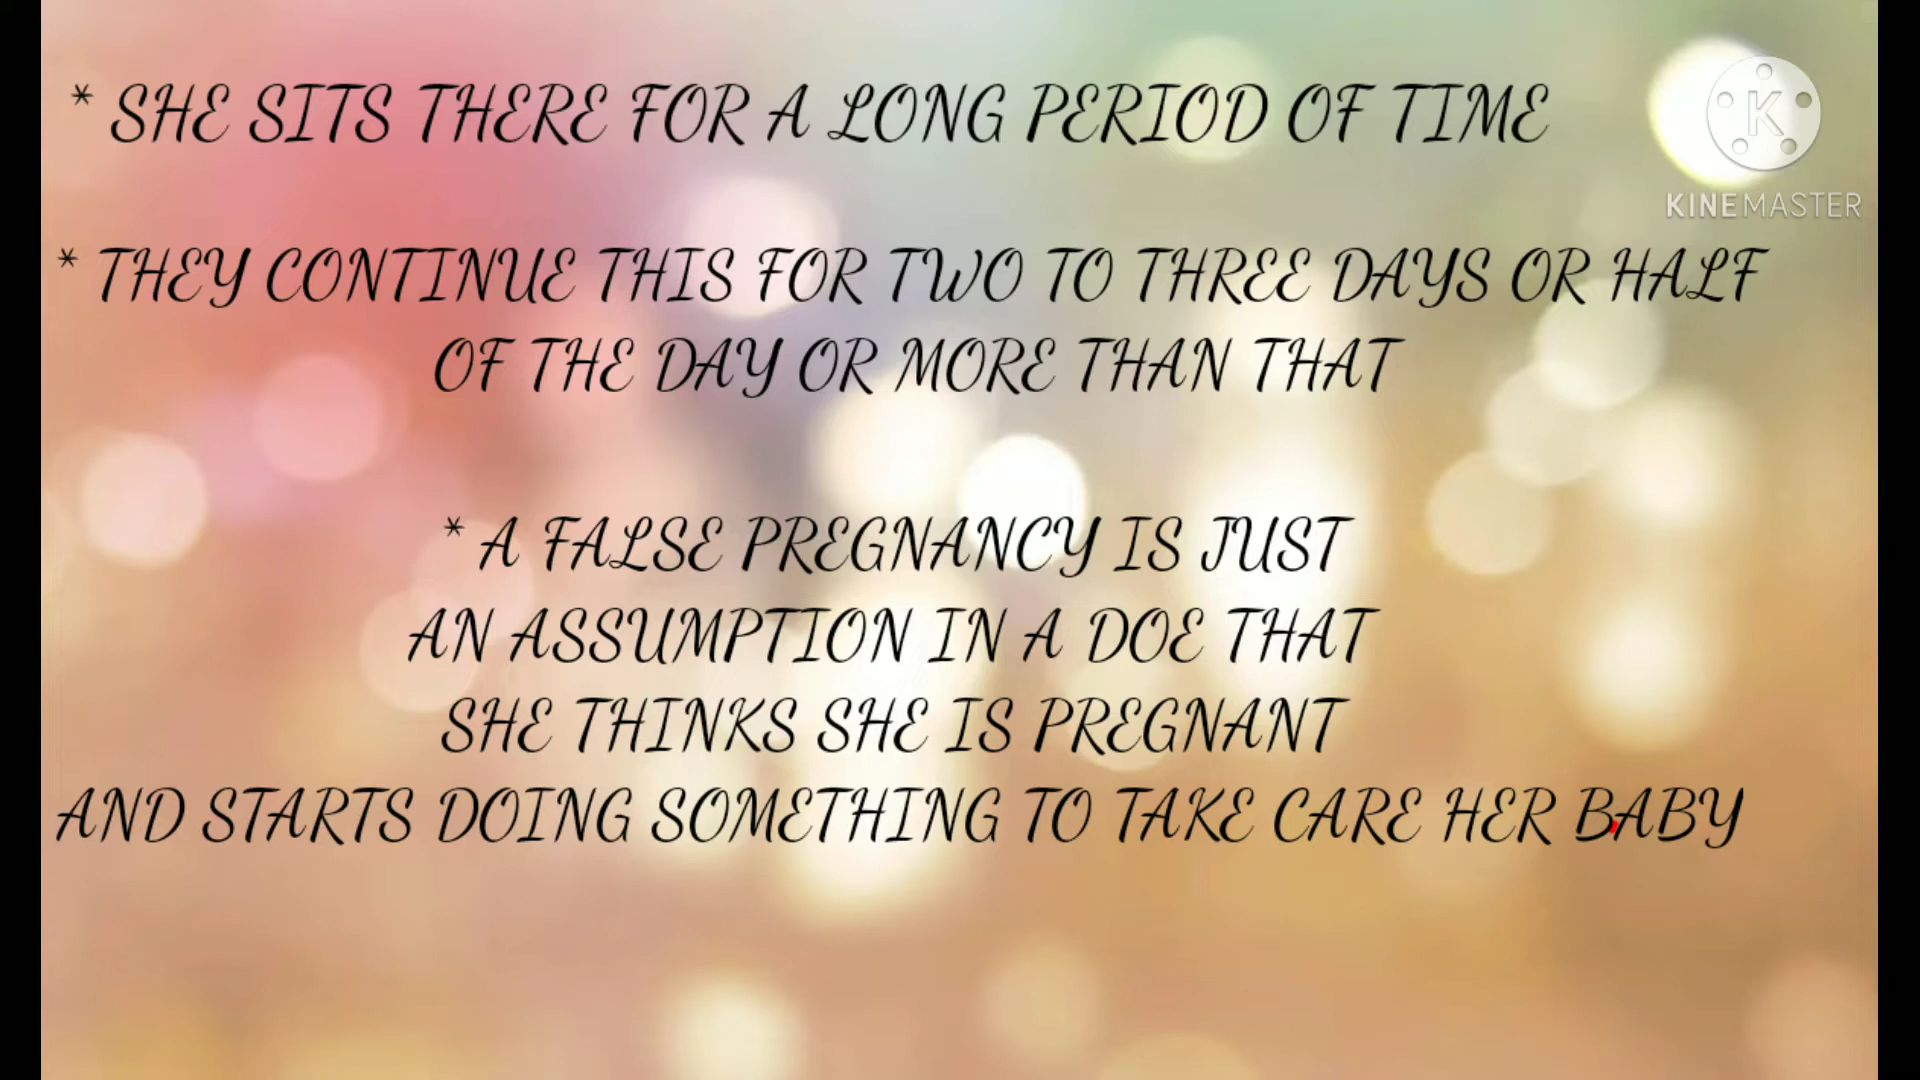 * SHE SITS THERE FOR A LONG PERIOD OF TIME
K
KINEMASTER
* THEY CONTINUE THIS FOR TWO TO THREE DAYS OR HALF
OF THE DAY OR MORE THAN THAT
* A FALSE PREGNANCY IS JUST
AN ASSUMPTION IN A DOE THAT
SHE THINKS SHE IS PREGNANT
AND STARTS DOING SOMETHING TO TAKE CARE HER BABY